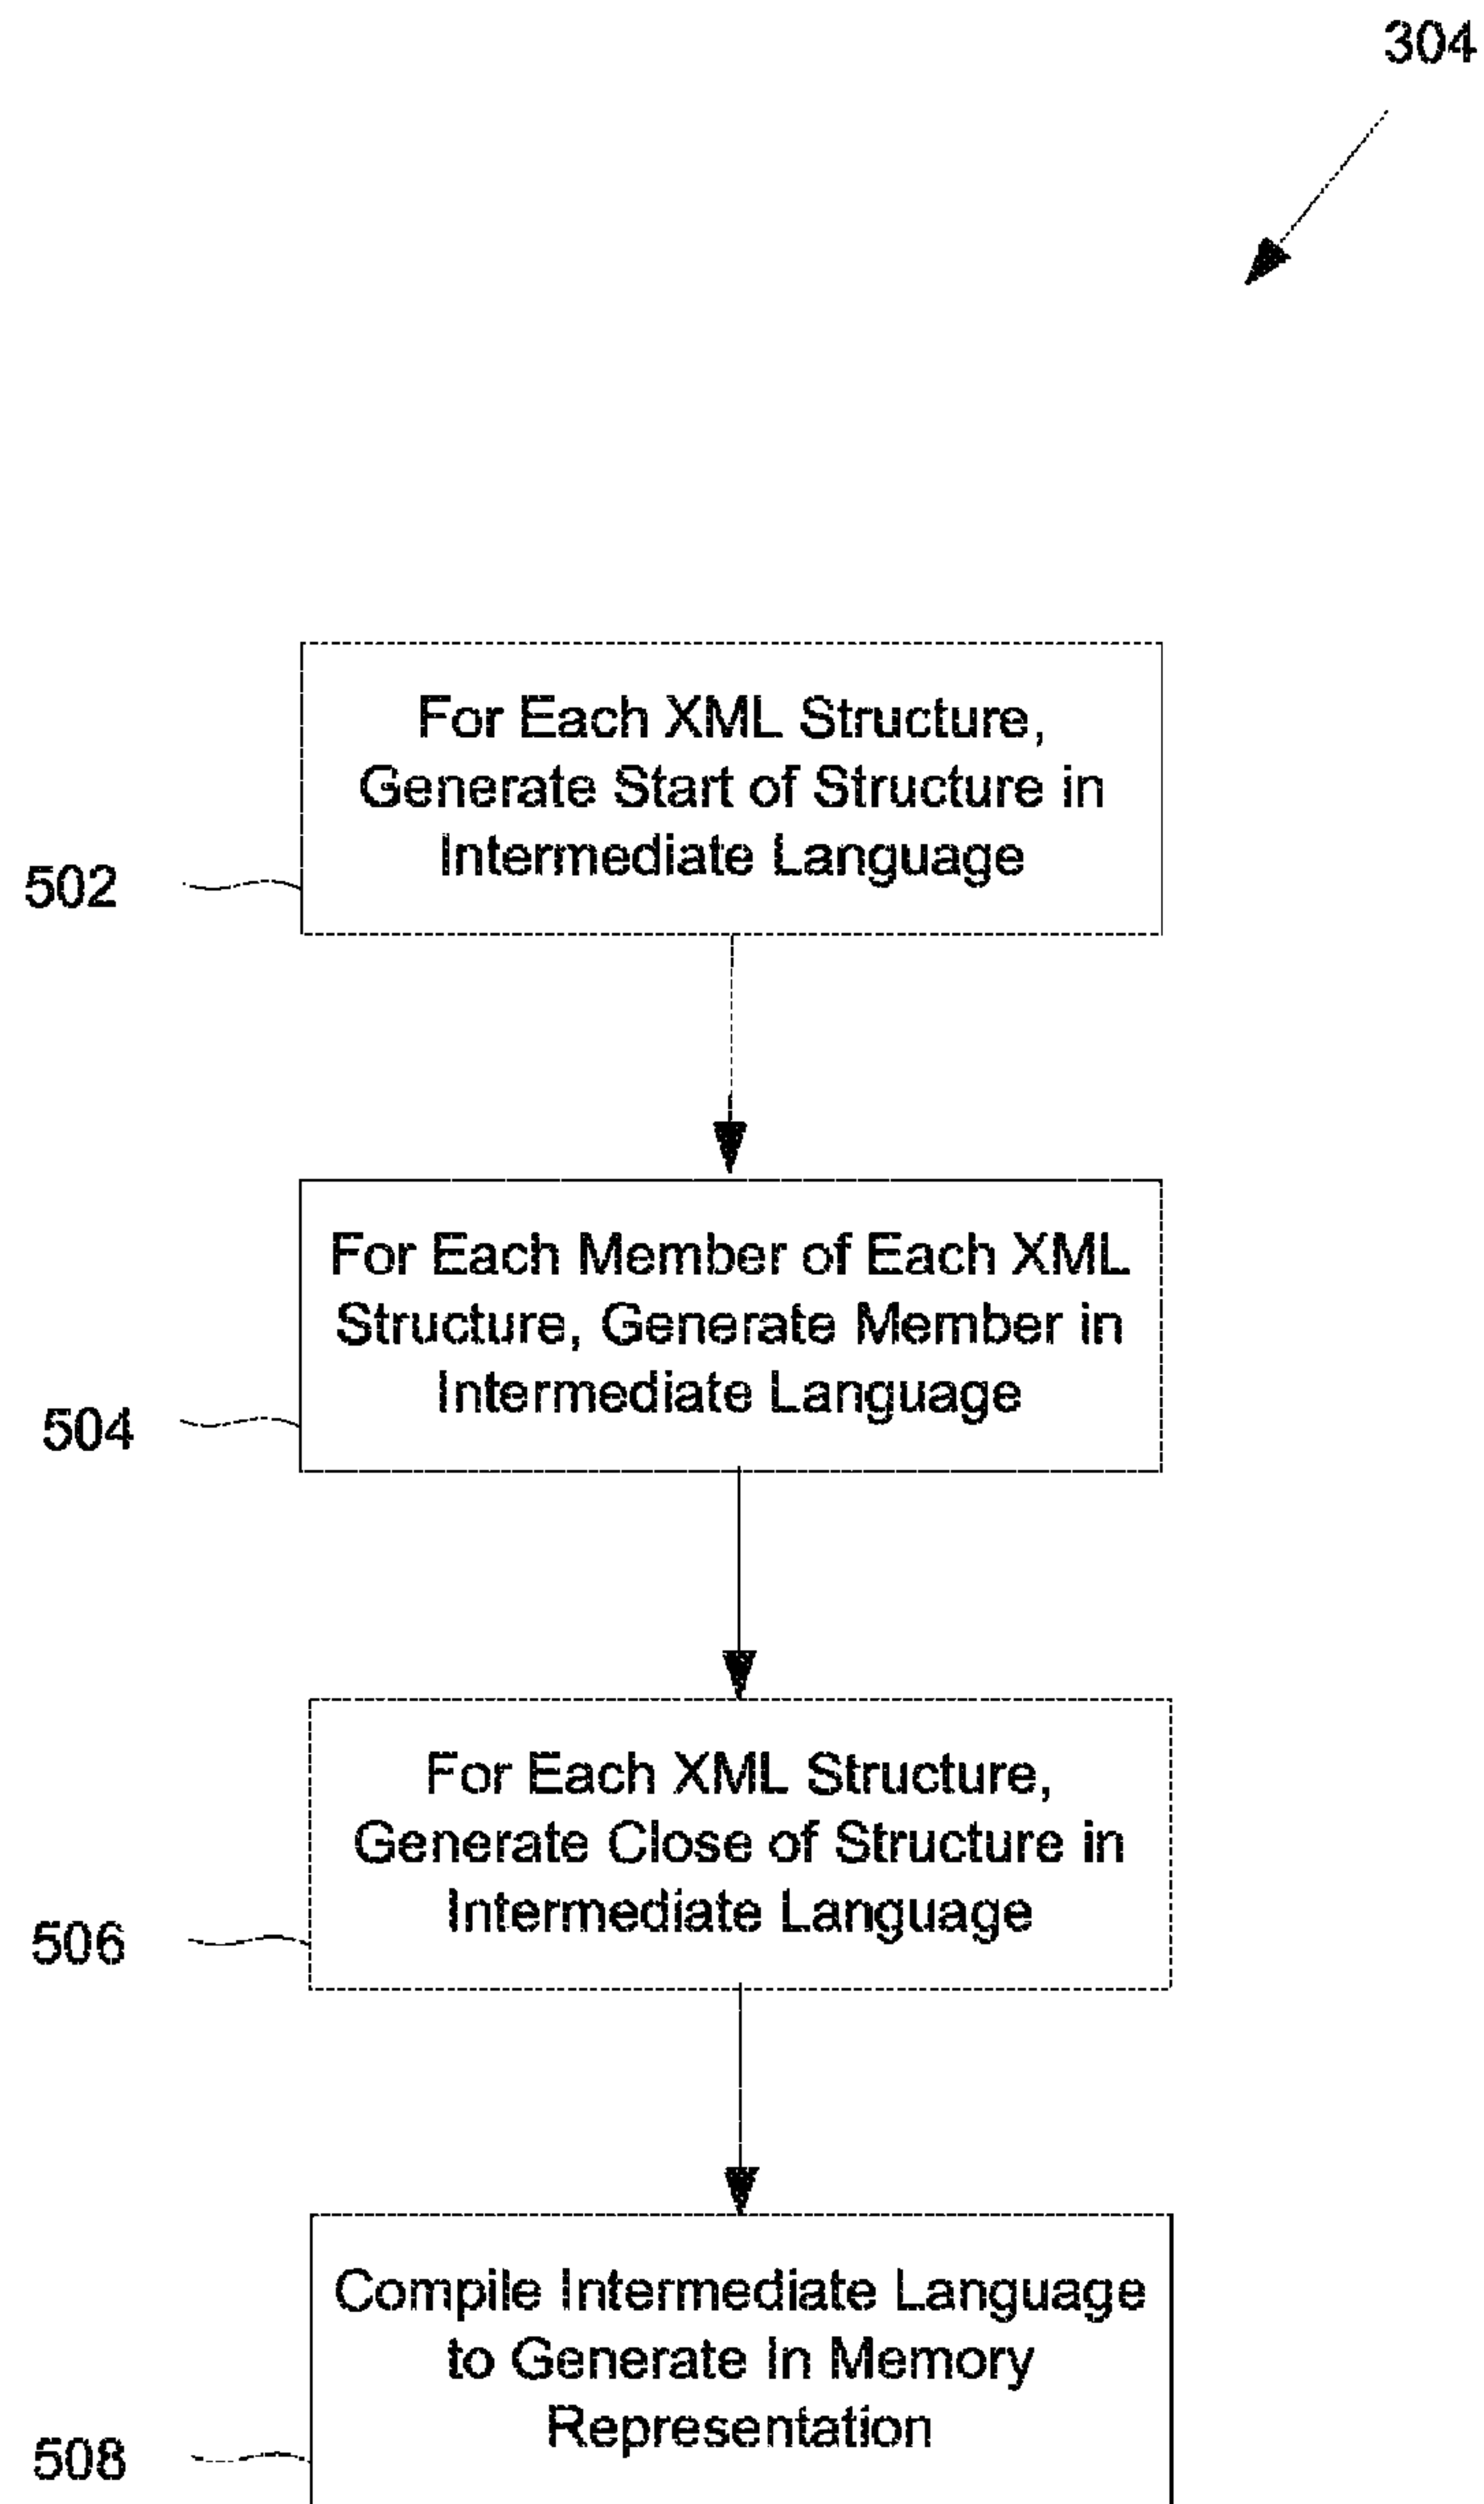 304
For Each XML Structure,
Generate Start of Structure in
Intermediate Language
502
For Each Member of Each XML
Structure, Generate Member in
Intermediate Language
504
For Each XML Structure,
Generate Close of Structure in
Intermediate Language
506
Compile Intermediate Language
to Generate In Memory
Representation
508